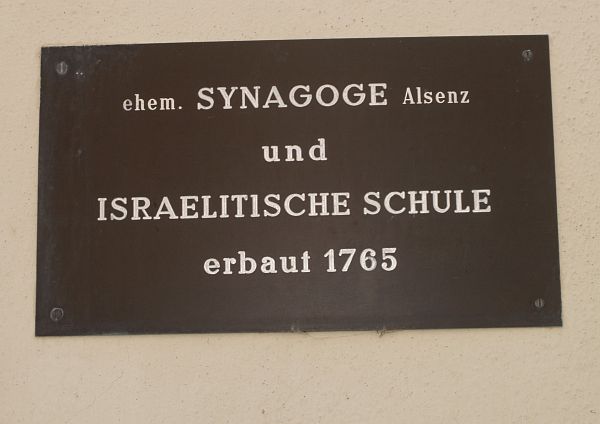 ehem. SYNAGOGE Alsenz
und
ISRAELITISCHE SCHULE
erbaut 1765